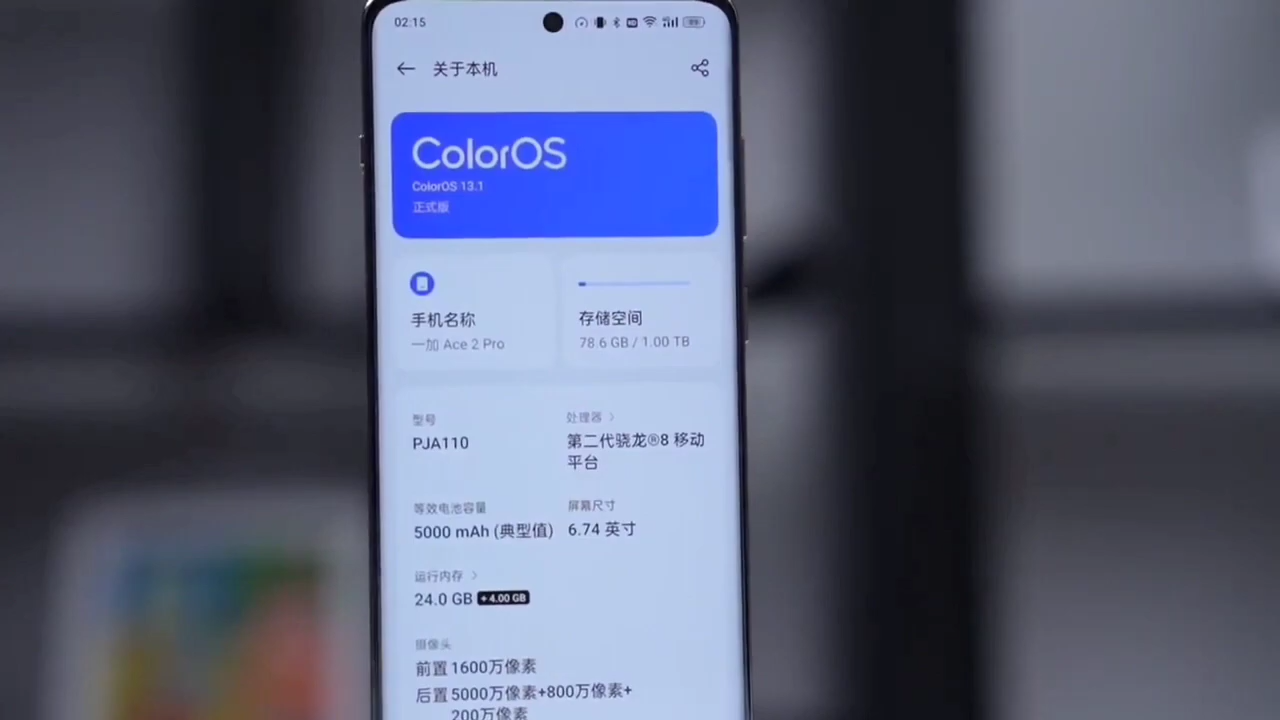 02:15
关于本机
ColorOS
ColorOS 13.1
正式版
手机名称
一加 Ace 2 Pro
存储空间
78.6 GB / 1.00 TB
型号
PJA110
处理器
第二代骁龙®8 移动
平台
等效电池容量
5000 mAh (典型值)
屏幕尺寸
6.74 英寸
运行内存
24.0 GB +4.00 GB
摄像头
前置 1600万像素
后置 5000万像素+800万像素+
200万像素